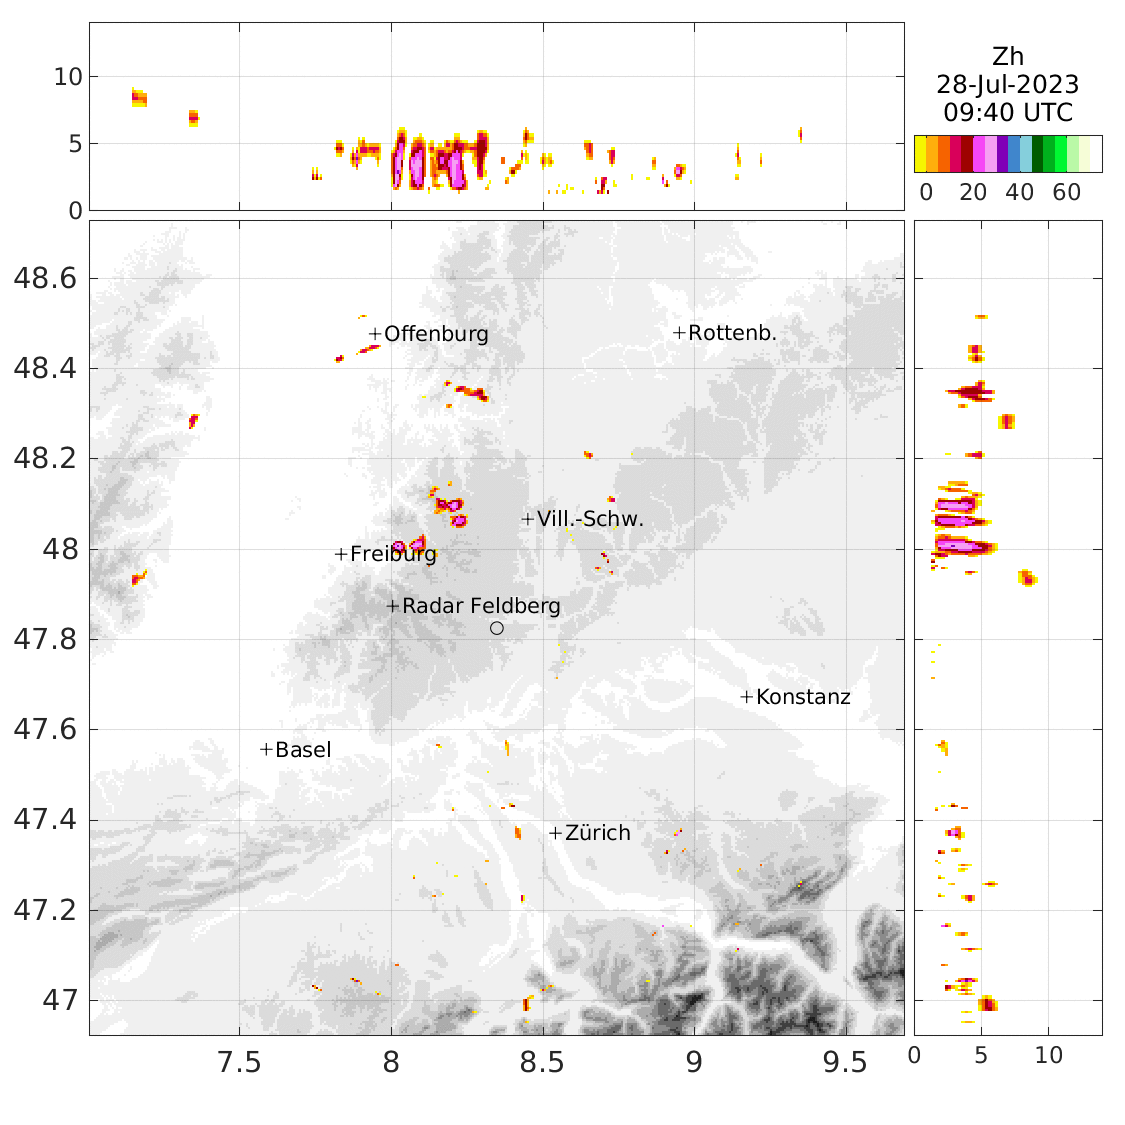 Zh
28-Jul-2023
09:40 UTC
0 20 40 60
10
5
0
48.6
48.4
48.2
48
47.8
47.6
47.4
47.2
47
Offenburg
Rottenb.
Vill.-Schw.
Freiburg
Radar Feldberg
Konstanz
Basel
Zürich
7.5 8 8.5 9 9.5
0 5 10